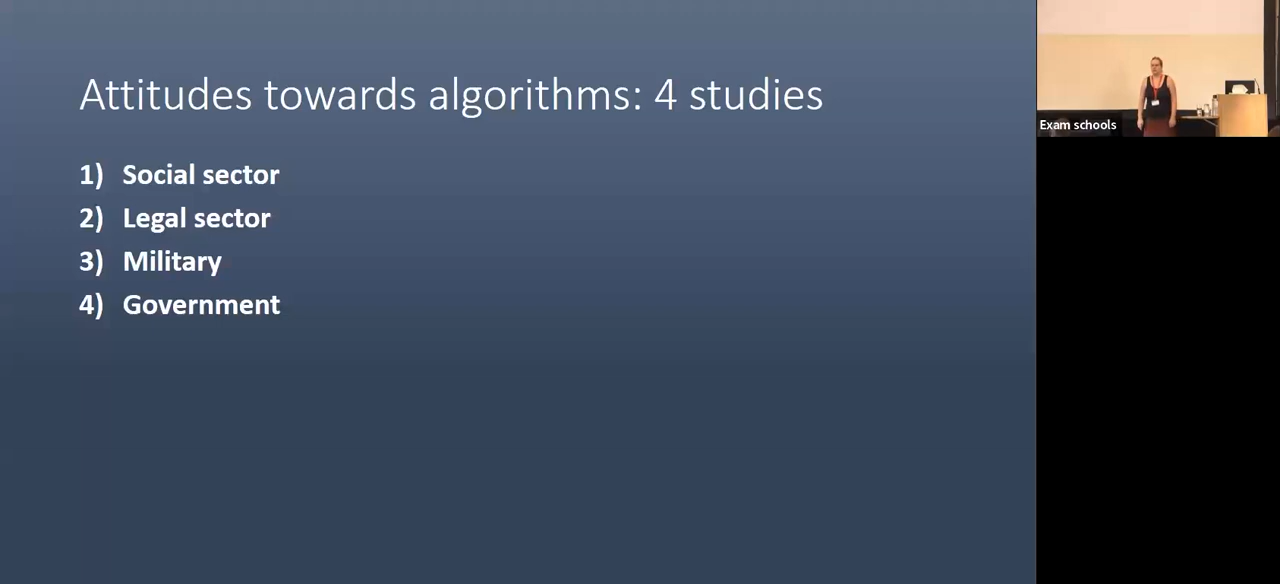 Attitudes towards algorithms: 4 studies
1) Social sector
2) Legal sector
3) Military
4) Government
Exam schools